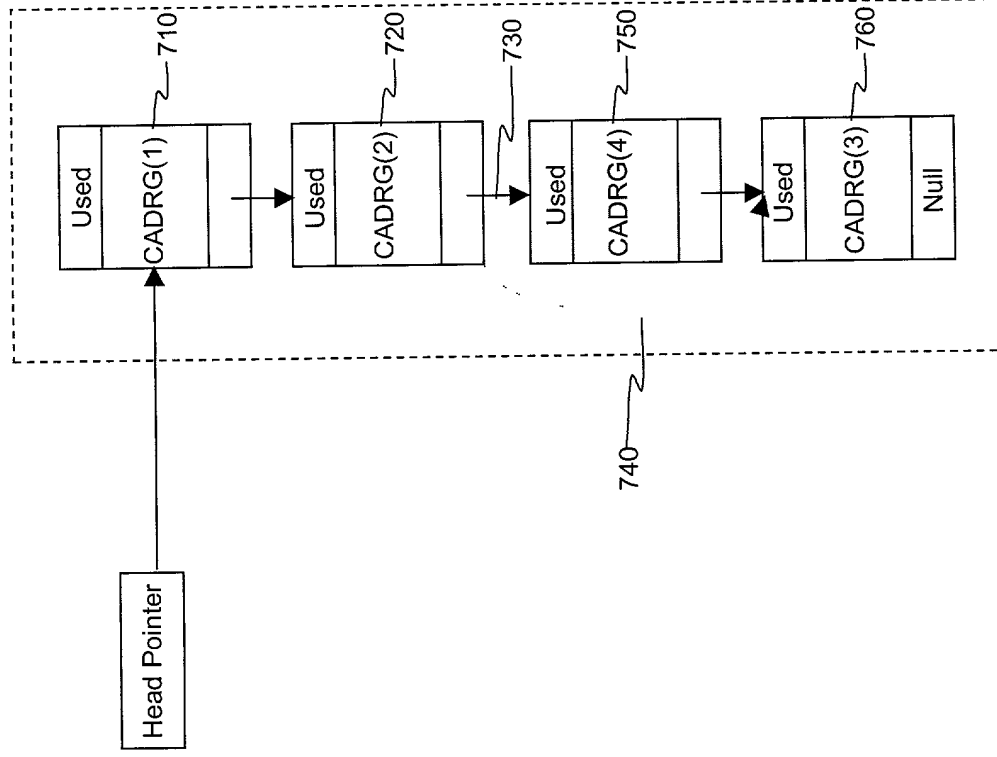 Head Pointer
Used
CADRG(1)
710
Used
CADRG(2)
720
730
Used
CADRG(4)
750
740
Used
CADRG(3)
Null
760